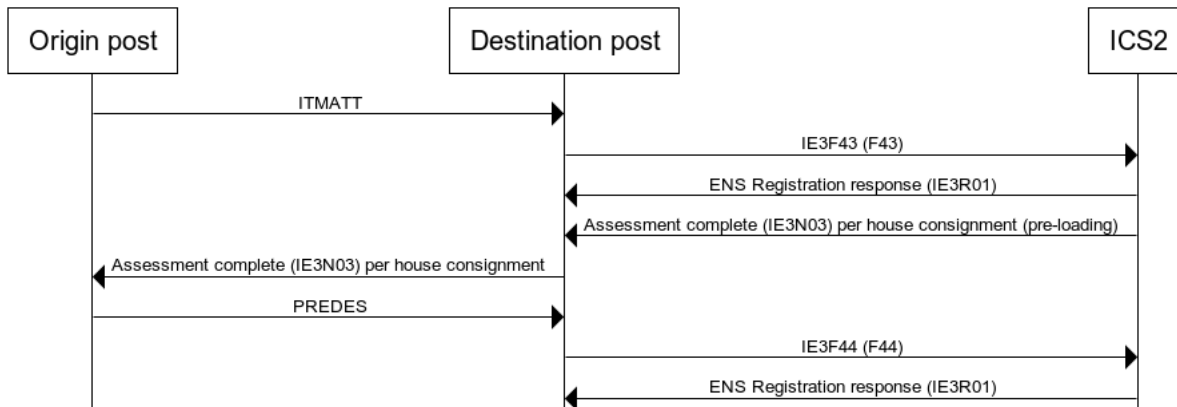 Origin post
Destination post
ICS2
ITMATT
IE3F43 (F43)
ENS Registration response (IE3R01)
Assessment complete (IE3N03) per house consignment (pre-loading)
Assessment complete (IE3N03) per house consignment
PREDES
IE3F44 (F44)
ENS Registration response (IE3R01)